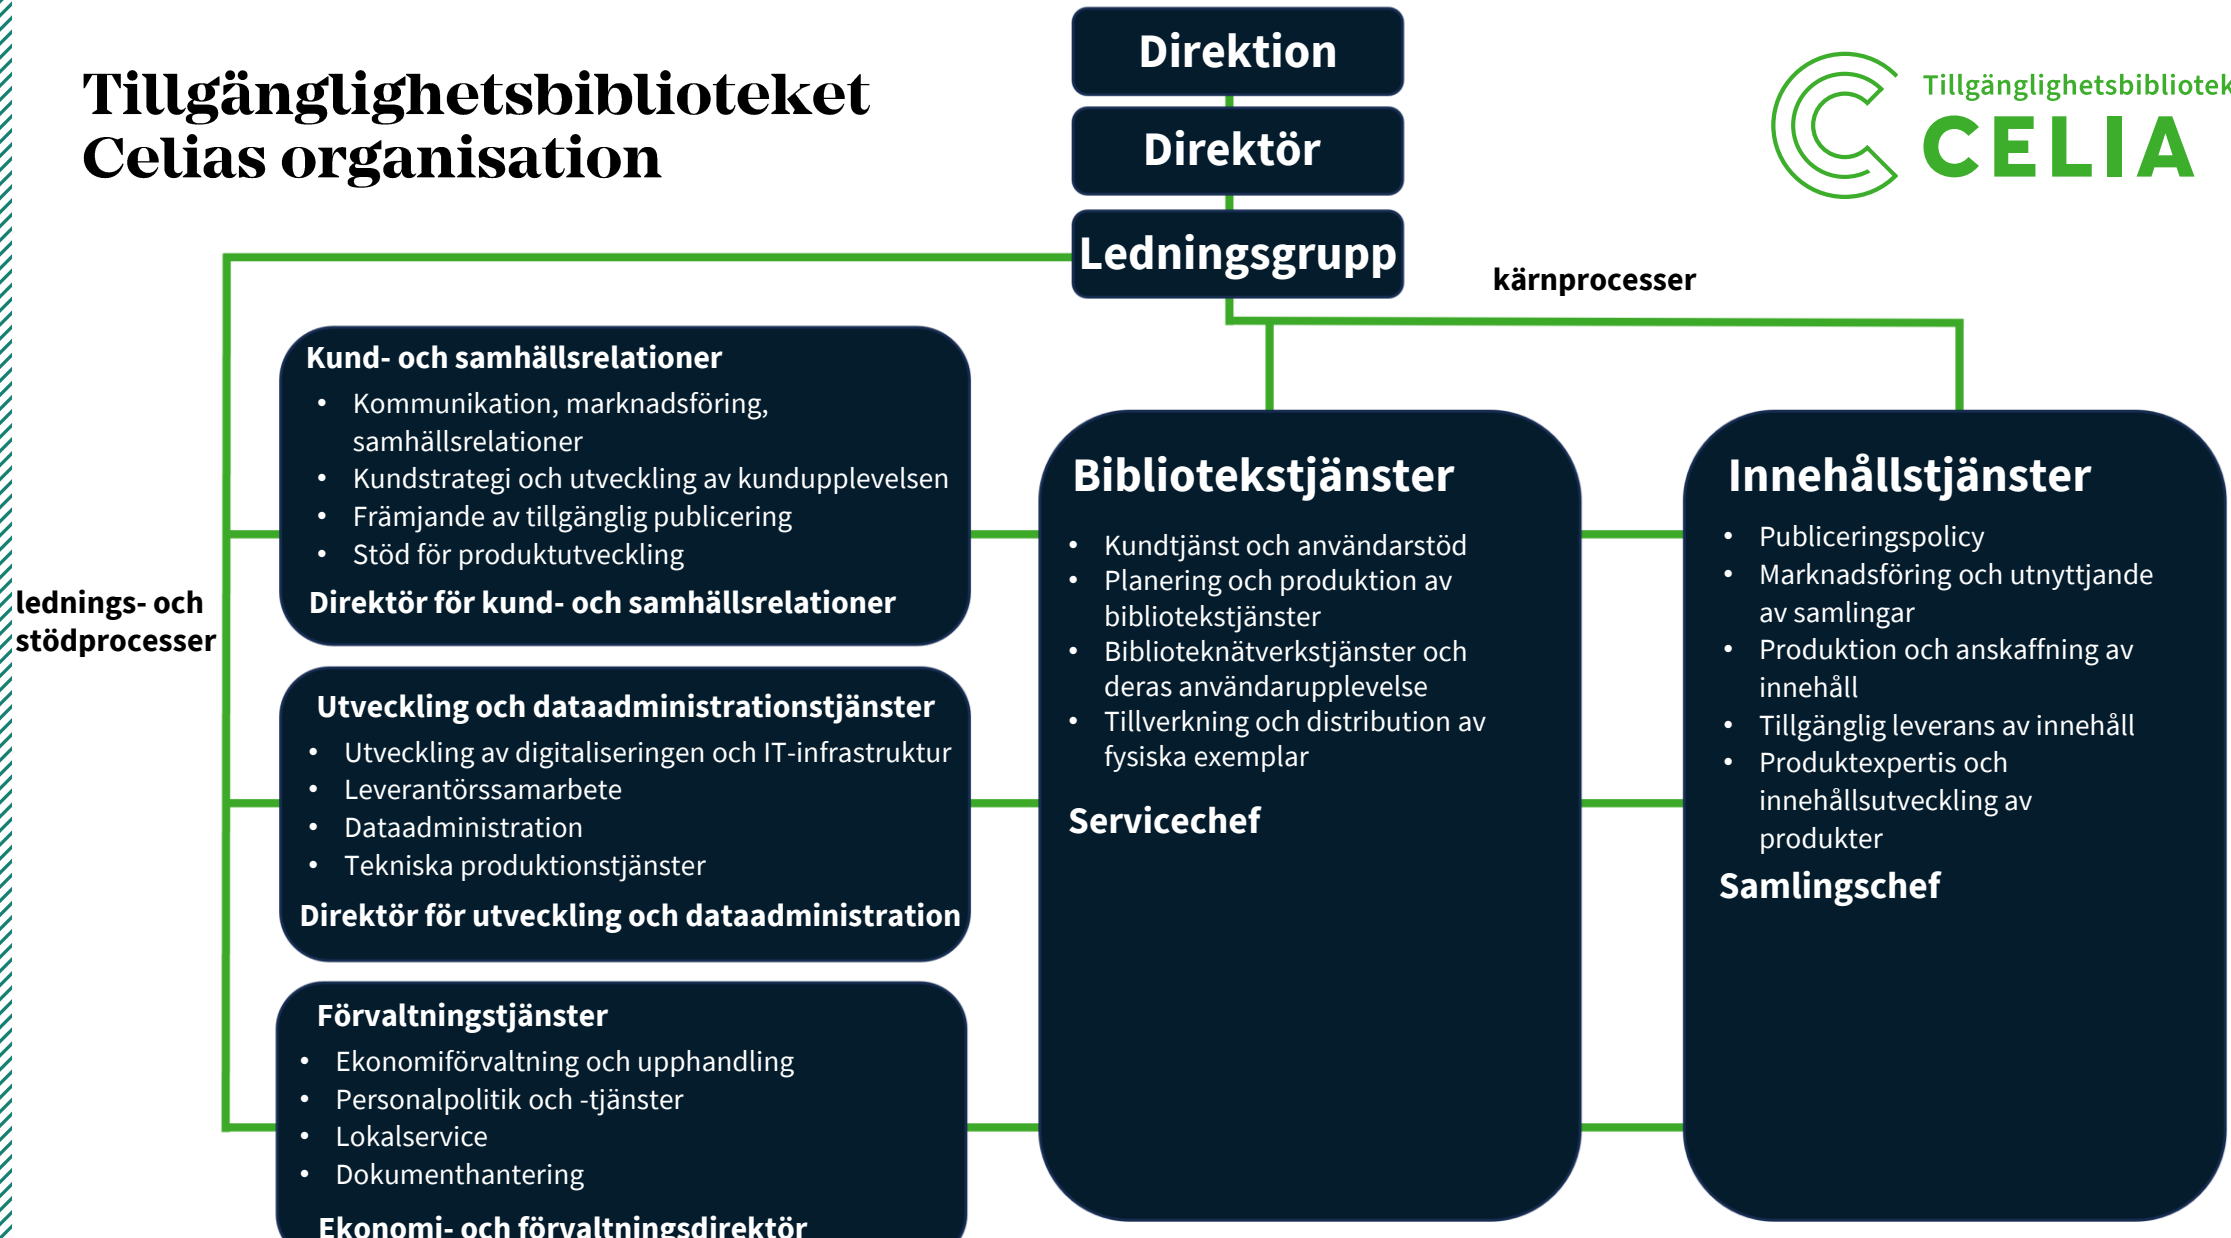 Tillgänglighetsbiblioteket
Celias organisation
Direktion
Direktör
Ledningsgrupp
Tillgänglighetsbibliotek
CELIA
kärnprocesser
lednings- och
stödprocesser
Kund- och samhällsrelationer
• Kommunikation, marknadsföring,
samhällsrelationer
• Kundstrategi och utveckling av kundupplevelsen
• Främjande av tillgänglig publicering
• Stöd för produktutveckling
Direktör för kund- och samhällsrelationer
Utveckling och dataadministrationstjänster
• Utveckling av digitaliseringen och IT-infrastruktur
• Leverantörssamarbete
• Dataadministration
• Tekniska produktionstjänster
Direktör för utveckling och dataadministration
Förvaltningstjänster
• Ekonomiförvaltning och upphandling
• Personalpolitik och -tjänster
• Lokalservice
• Dokumenthantering
Ekonomi- och förvaltningsdirektör
Bibliotekstjänster
• Kundtjänst och användarstöd
• Planering och produktion av
bibliotekstjänster
• Biblioteknätverkstjänster och
deras användarupplevelse
• Tillverkning och distribution av
fysiska exemplar
Servicechef
Innehållstjänster
• Publiceringspolicy
• Marknadsföring och utnyttjande
av samlingar
• Produktion och anskaffning av
innehåll
• Tillgänglig leverans av innehåll
• Produktexpertis och
innehållsutveckling av
produkter
Samlingschef